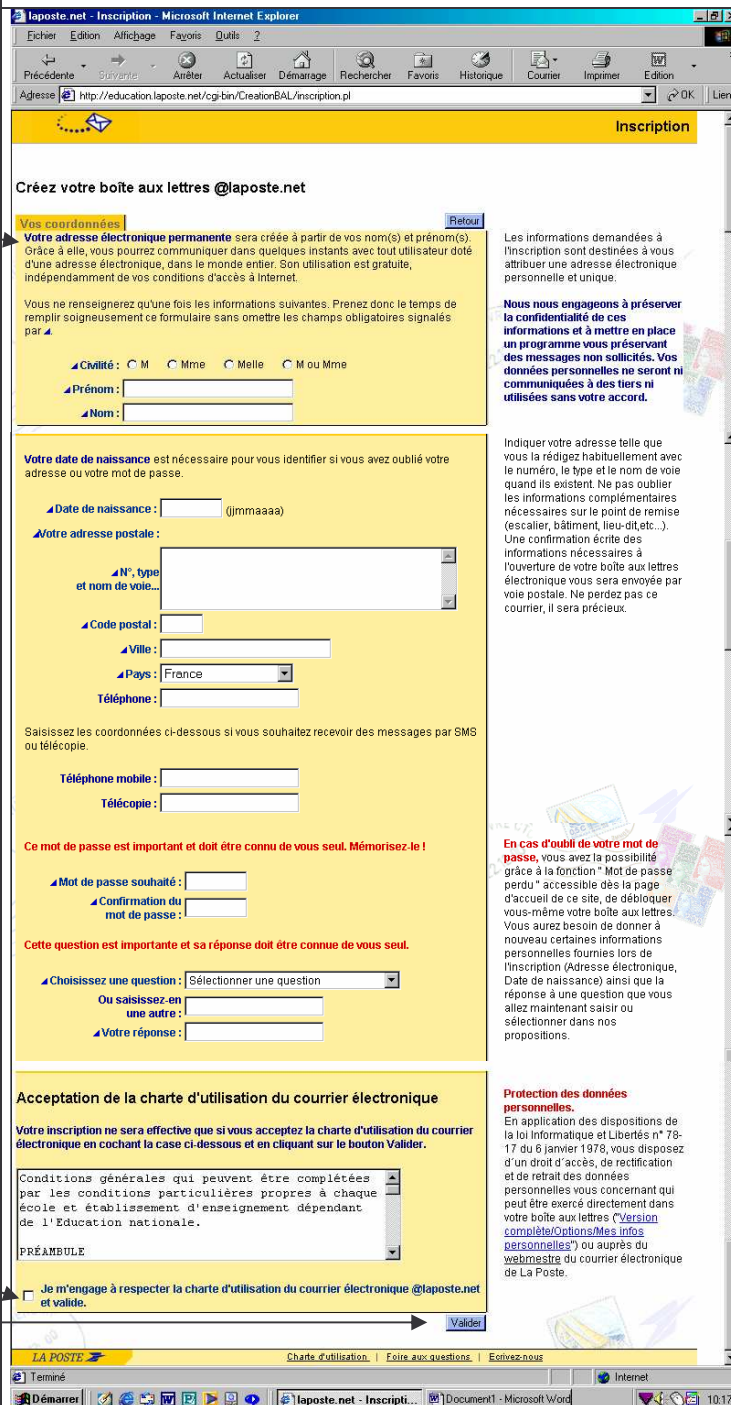 laposte.net - Inscription - Microsoft Internet Explorer
Fichier Edition Affichage Favoris Outils ?
Précédente Suivante Arrêter Actualiser Démarrage Rechercher Favoris Historique Courrier Imprimer Edition
Adresse http://education.laposte.net/cgi-bin/CreationBAL/inscription.pl OK Lien
Inscription
Créez votre boîte aux lettres @laposte.net
Vos coordonnées Retour
Votre adresse électronique permanente sera créée à partir de vos nom(s) et prénom(s).
Grâce à elle, vous pourrez communiquer dans quelques instants avec tout utilisateur doté
d'une adresse électronique, dans le monde entier. Son utilisation est gratuite,
indépendamment de vos conditions d'accès à Internet.
Vous ne renseignerez qu'une fois les informations suivantes. Prenez donc le temps de
remplir soigneusement ce formulaire sans omettre les champs obligatoires signalés
par
Civilité : M Mme Melle M ou Mme
Prénom :
Nom :
Les informations demandées à
l'inscription sont destinées à vous
attribuer une adresse électronique
personnelle et unique.
Nous nous engageons à préserver
la confidentialité de ces
informations et à mettre en place
un programme vous préservant
des messages non sollicités. Vos
données personnelles ne seront ni
communiquées à des tiers ni
utilisées sans votre accord.
Votre date de naissance est nécessaire pour vous identifier si vous avez oublié votre
adresse ou votre mot de passe.
Date de naissance : (jjmmaaaa)
Votre adresse postale :
N°, type
et nom de voie...
Code postal :
Ville :
Pays : France
Téléphone :
Saisissez les coordonnées ci-dessous si vous souhaitez recevoir des messages par SMS
ou télécopie.
Téléphone mobile :
Télécopie :
Indiquer votre adresse telle que
vous la rédigez habituellement avec
le numéro, le type et le nom de voie
quand ils existent. Ne pas oublier
les informations complémentaires
nécessaires sur le point de remise
(escalier, bâtiment, lieu-dit,etc...).
Une confirmation écrite des
informations nécessaires à
l'ouverture de votre boîte aux lettres
électronique vous sera envoyée par
voie postale. Ne perdez pas ce
courrier, il sera précieux.
Ce mot de passe est important et doit être connu de vous seul. Mémorisez-le !
Mot de passe souhaité :
Confirmation du
mot de passe :
Cette question est importante et sa réponse doit être connue de vous seul.
Choisissez une question : Sélectionner une question
Ou saisissez-en
une autre :
Votre réponse :
En cas d'oubli de votre mot de
passe, vous avez la possibilité
grâce à la fonction " Mot de passe
perdu " accessible dès la page
d'accueil de ce site, de débloquer
vous-même votre boîte aux lettres.
Vous aurez besoin de donner à
nouveau certaines informations
personnelles fournies lors de
l'inscription (Adresse électronique,
Date de naissance) ainsi que la
réponse à une question que vous
allez maintenant saisir ou
sélectionner dans nos
propositions.
Acceptation de la charte d'utilisation du courrier électronique
Votre inscription ne sera effective que si vous acceptez la charte d'utilisation du courrier
électronique en cochant la case ci-dessous et en cliquant sur le bouton Valider.
Conditions générales qui peuvent être complétées
par les conditions particulières propres à chaque
école et établissement d'enseignement dépendant
de l'Education nationale.
PRÉAMBULE
Je m'engage à respecter la charte d'utilisation du courrier électronique @laposte.net
et valide.
Valider
Protection des données
personnelles.
En application des dispositions de
la loi Informatique et Libertés n° 78-
17 du 6 janvier 1978, vous disposez
d'un droit d'accès, de rectification
et de retrait des données
personnelles vous concernant qui
peut être exercé directement dans
votre boîte aux lettres ("Version
complète/Options/Mes infos
personnelles") ou auprès du
webmestre du courrier électronique
de La Poste.
LA POSTE Charte d'utilisation | Foire aux questions | Ecrivez-nous
Terminé Internet
Démarrer laposte.net - Inscripti... Document1 - Microsoft Word 10:17